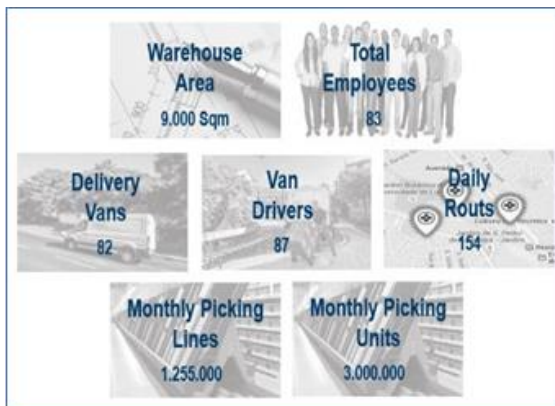 Warehouse
Area
9.000 Sqm
Total
Employees
83
Delivery
Vans
82
Van
Drivers
87
Daily
Routs
154
Monthly Picking
Lines
1.255.000
Monthly Picking
Units
3.000.000